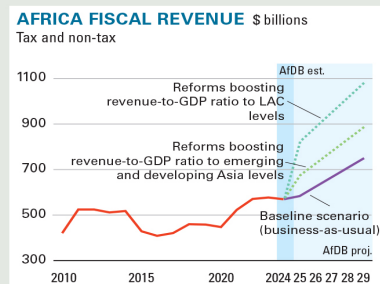 AFRICA FISCAL REVENUE $ billions
Tax and non-tax
AfDB est.
1100
900
700
500
300
Reforms boosting
revenue-to-GDP ratio to LAC
levels
Reforms boosting
revenue-to-GDP ratio to emerging
and developing Asia levels
Baseline scenario
(business-as-usual)
AfDB proj.
2010 2015 2020 2024 25 26 27 28 29